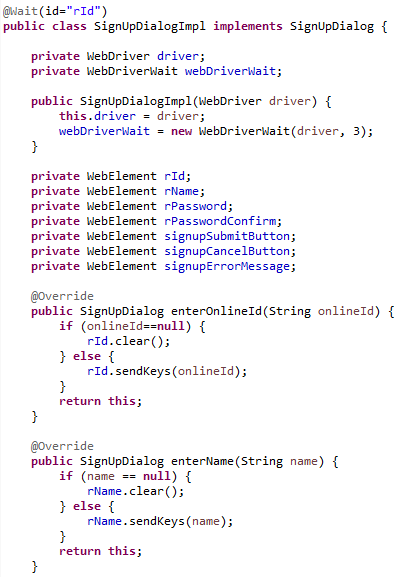 @Wait(id="rId")
public class SignUpDialogImpl implements SignUpDialog {
private WebDriver driver;
private WebDriverWait webDriverWait;
public SignUpDialogImpl(WebDriver driver) {
this.driver = driver;
webDriverWait = new WebDriverWait(driver, 3);
}
private WebElement rId;
private WebElement rName;
private WebElement rPassword;
private WebElement rPasswordConfirm;
private WebElement signupSubmitButton;
private WebElement signupCancelButton;
private WebElement signupErrorMessage;
@Override
public SignUpDialog enterOnlineId(String onlineId) {
if (onlineId==null) {
rId.clear();
} else {
rId.sendKeys(onlineId);
}
return this;
}
@Override
public SignUpDialog enterName(String name) {
if (name == null) {
rName.clear();
} else {
rName.sendKeys(name);
}
return this;
}